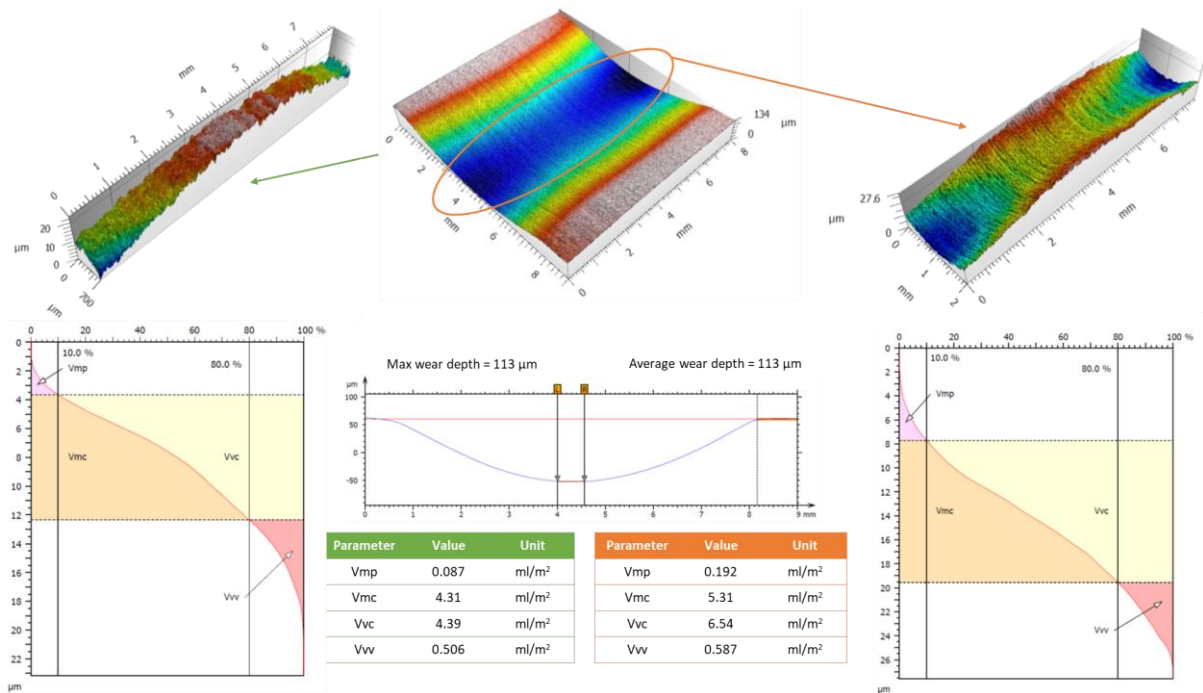 0 1 2 3 4 5 6 7
mm
20
10
0
µm
0
700
µm
134
0
µm
0 2 4 6 8
mm
0 2 4 6 8
mm
27.6
0
µm
0 1 2
mm
0 2 4 6
mm
0 20 40 60 80 100 %
10.0 %
80.0 %
Vmp
Vmc
Vvc
Vvv
0
2
4
6
8
10
12
14
16
18
20
22
µm
Max wear depth = 113 µm
Average wear depth = 113 µm
µm
L R
100
50
0
-50
0 1 2 3 4 5 6 7 8 9 mm
Parameter Value Unit
Vmp 0.087 ml/m²
Vmc 4.31 ml/m²
Vvc 4.39 ml/m²
Vvv 0.506 ml/m²
Parameter Value Unit
Vmp 0.192 ml/m²
Vmc 5.31 ml/m²
Vvc 6.54 ml/m²
Vvv 0.587 ml/m²
0 20 40 60 80 100 %
10.0 %
80.0 %
Vmp
Vmc
Vvc
Vvv
0
2
4
6
8
10
12
14
16
18
20
22
24
26
µm